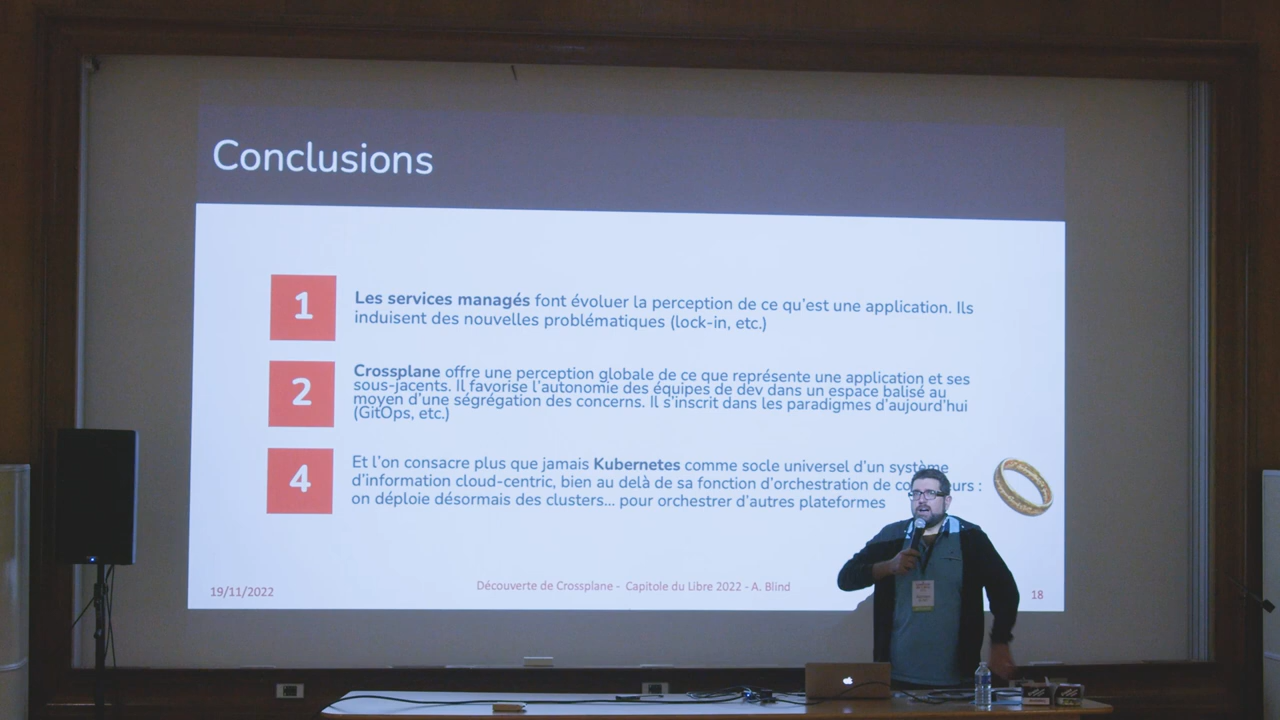 Conclusions
1
Les services managés font évoluer la perception de ce qu'est une application. Ils
induisent des nouvelles problématiques (lock-in, etc.)
2
Crossplane offre une perception globale de ce que représente une application et ses
sous-jacents. Il favorise l'autonomie des équipes de dev dans un espace balisé au
moyen d'une ségrégation des concerns. Il s'inscrit dans les paradigmes d'aujourd'hui
(GitOps, etc.)
4
Et l'on consacre plus que jamais Kubernetes comme socle universel d'un système
d'information cloud-centric, bien au delà de sa fonction d'orchestration de :
on déploie désormais des clusters... pour orchestrer d'autres plateformes
19/11/2022
Découverte de Crossplane - Capitole du Libre 2022 - A. Blind
18